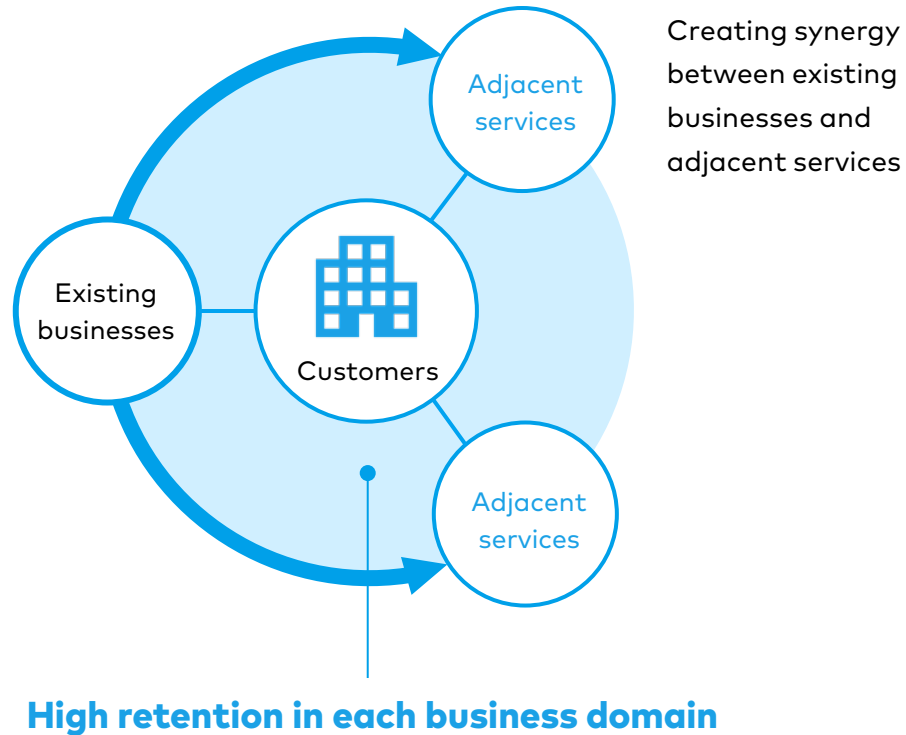 Creating synergy
between existing
businesses and
adjacent services
Adjacent
services
Existing
businesses
Customers
Adjacent
services
High retention in each business domain